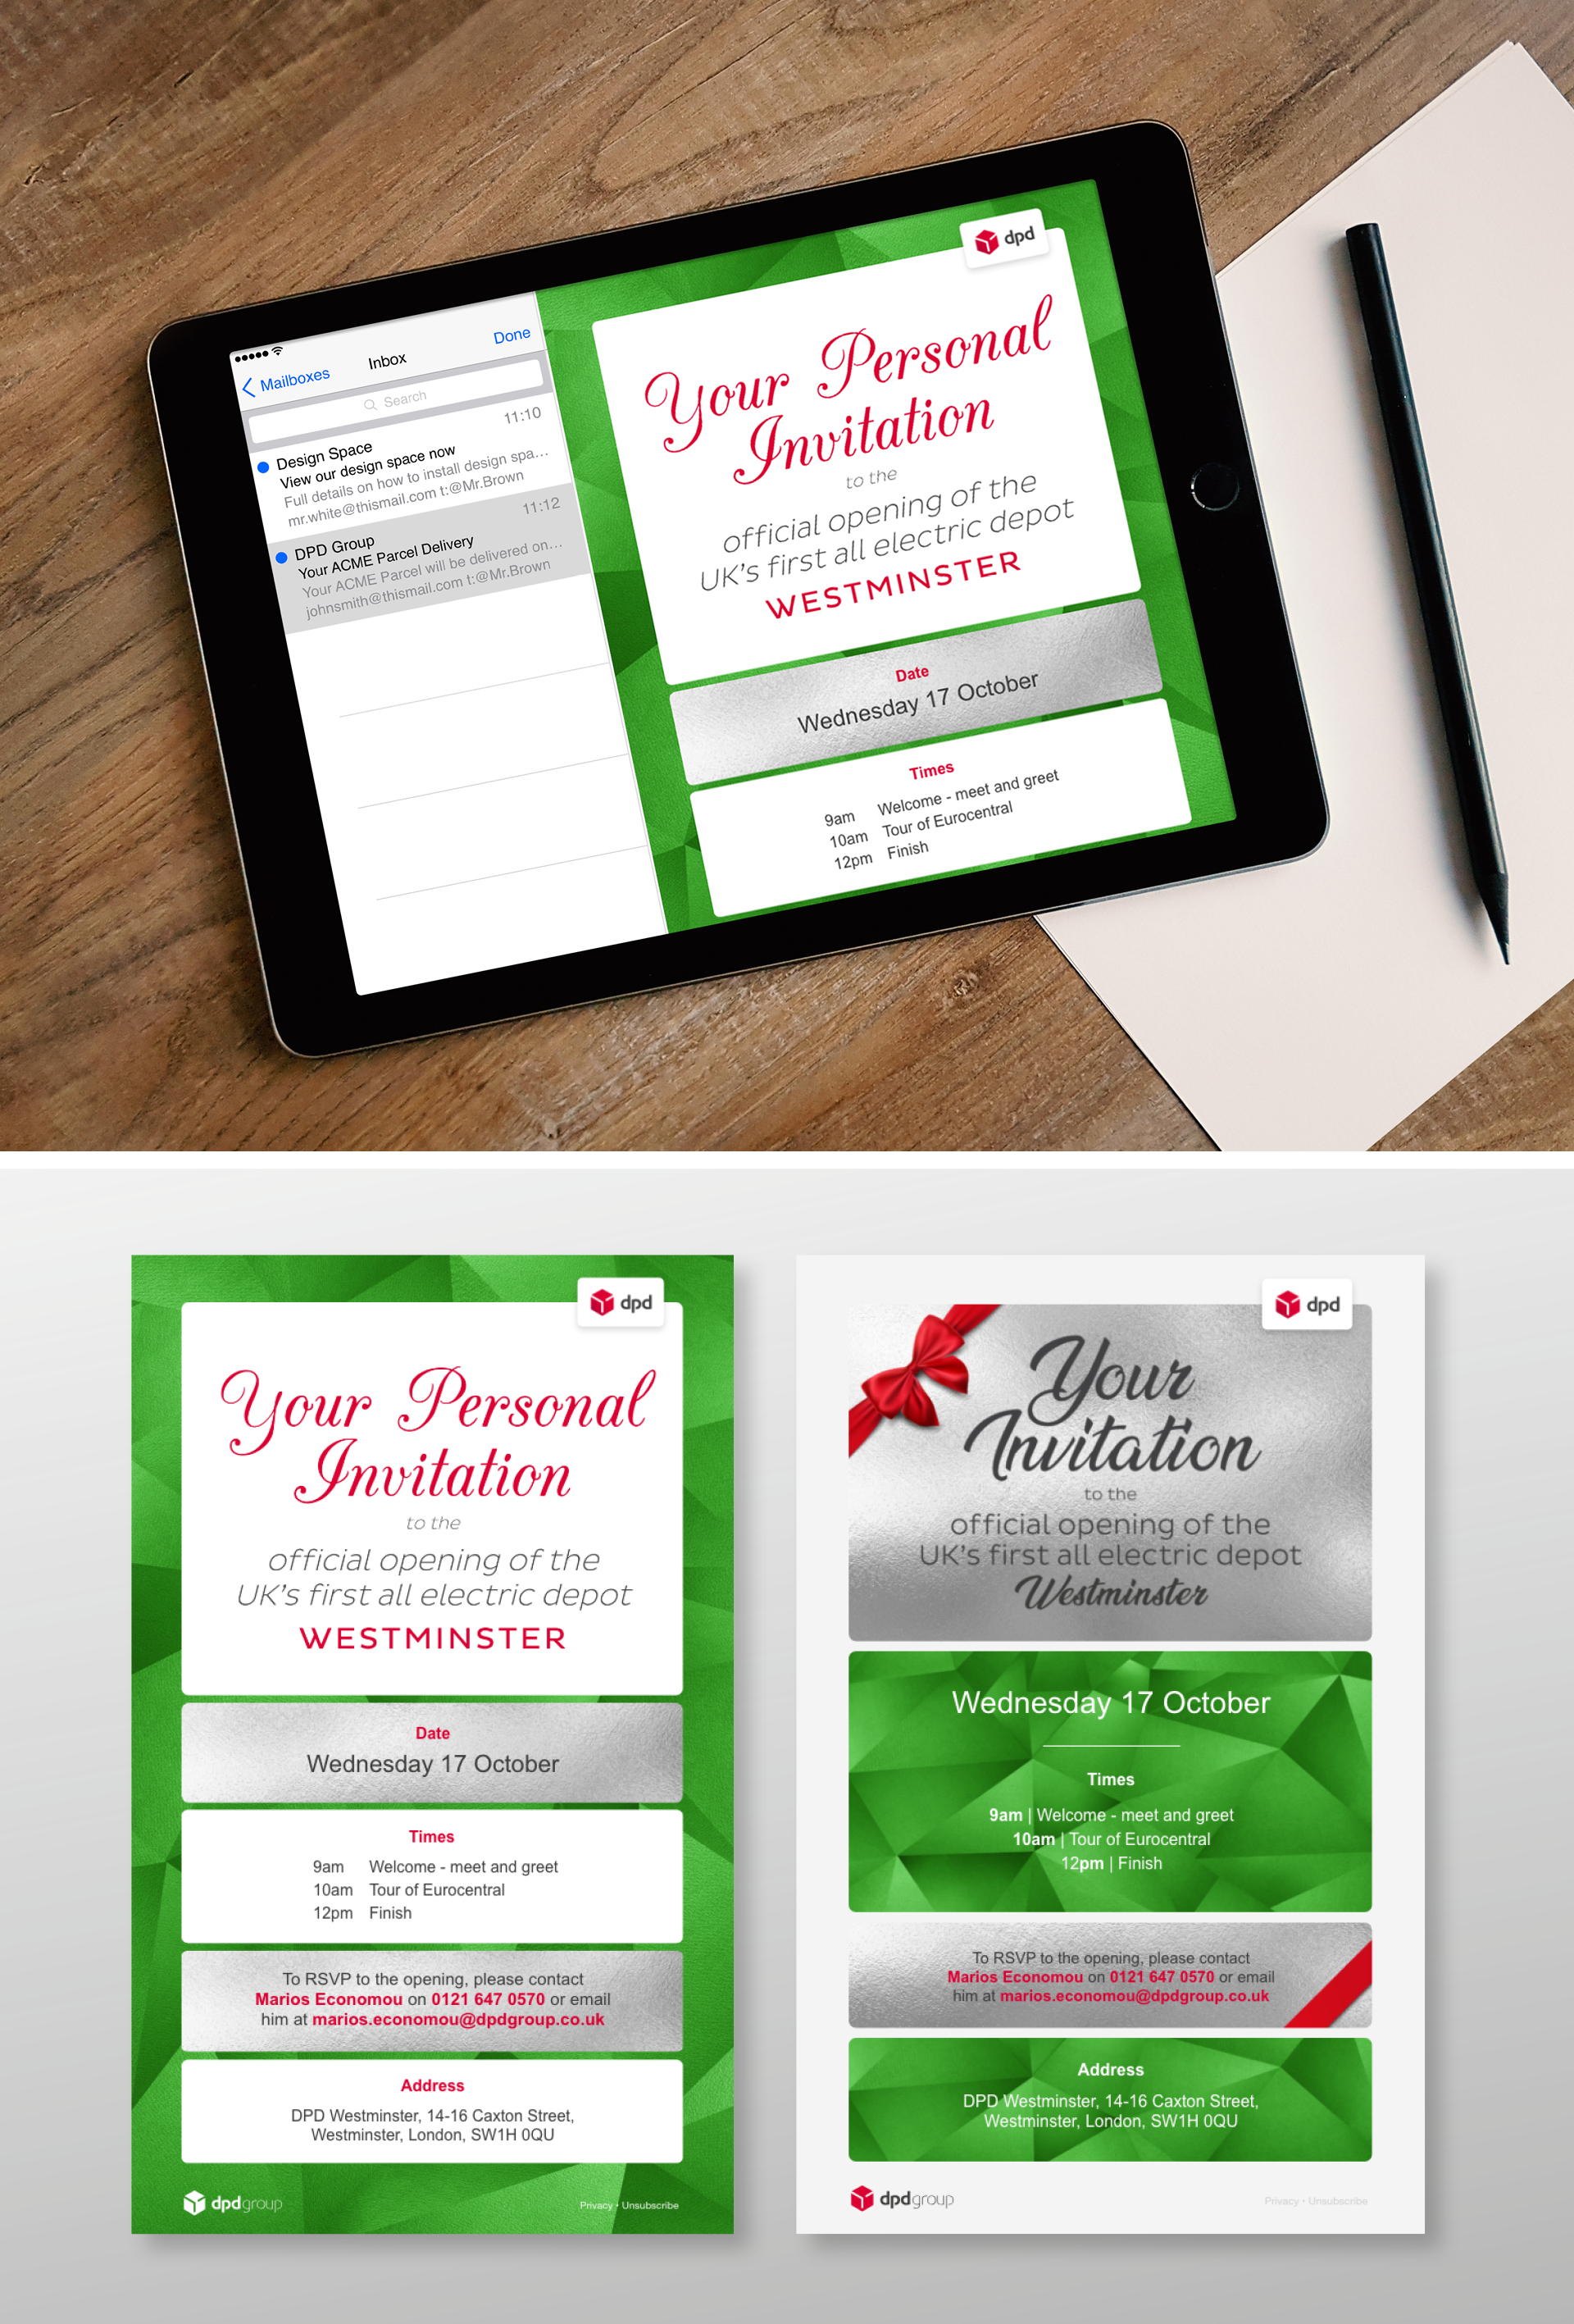 Inbox
Done
Mailboxes
Search
11:10
Design Space
View our design space now
Full details on how to install design spa...
mr.white@thismail.com t:@Mr.Brown
11:12
DPD Group
Your ACME Parcel Delivery
Your ACME Parcel will be delivered on...
johnsmith@thismail.com t:@Mr.Brown
dpd
Your Personal
Invitation
to the
official opening of the
UK's first all electric depot
WESTMINSTER
Date
Wednesday 17 October
Times
9am Welcome - meet and greet
10am Tour of Eurocentral
12pm Finish
dpd
Your Personal
Invitation
to the
official opening of the
UK's first all electric depot
WESTMINSTER
Date
Wednesday 17 October
Times
9am Welcome - meet and greet
10am Tour of Eurocentral
12pm Finish
To RSVP to the opening, please contact
Marios Economou on 0121 647 0570 or email
him at marios.economou@dpdgroup.co.uk
Address
DPD Westminster, 14-16 Caxton Street,
Westminster, London, SW1H 0QU
dpdgroup
Privacy • Unsubscribe
dpd
Your
Invitation
to the
official opening of the
UK's first all electric depot
Westminster
Wednesday 17 October
Times
9am | Welcome - meet and greet
10am | Tour of Eurocentral
12pm | Finish
To RSVP to the opening, please contact
Marios Economou on 0121 647 0570 or email
him at marios.economou@dpdgroup.co.uk
Address
DPD Westminster, 14-16 Caxton Street,
Westminster, London, SW1H 0QU
dpdgroup
Privacy • Unsubscribe